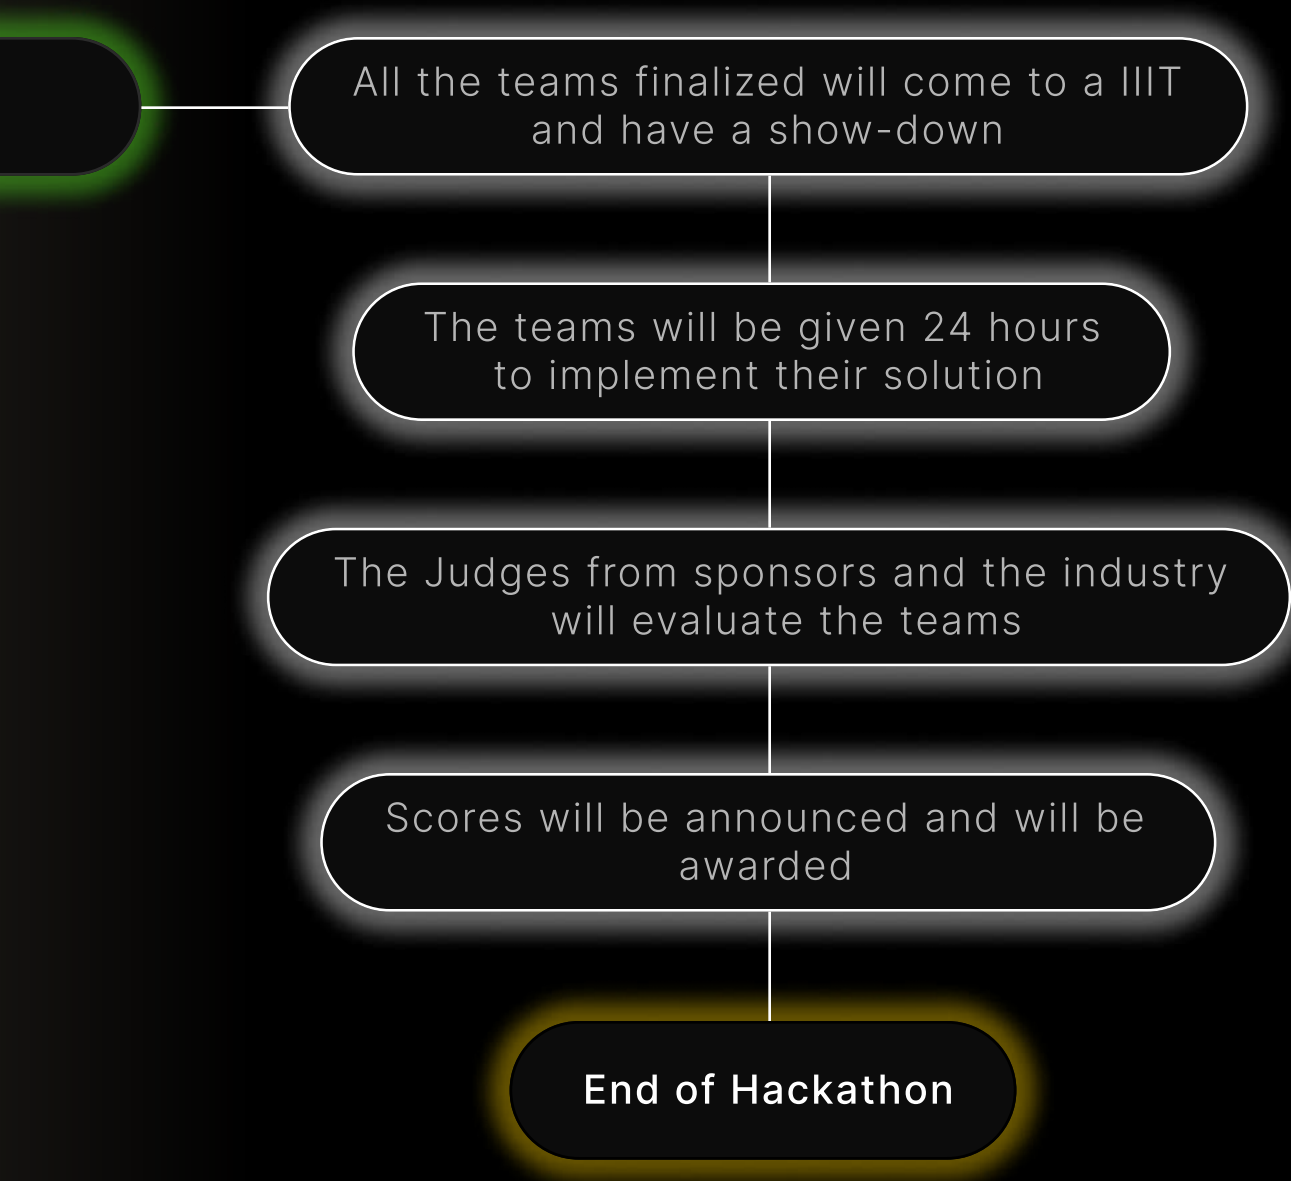 All the teams finalized will come to a IIIT
and have a show-down
The teams will be given 24 hours
to implement their solution
The Judges from sponsors and the industry
will evaluate the teams
Scores will be announced and will be
awarded
End of Hackathon